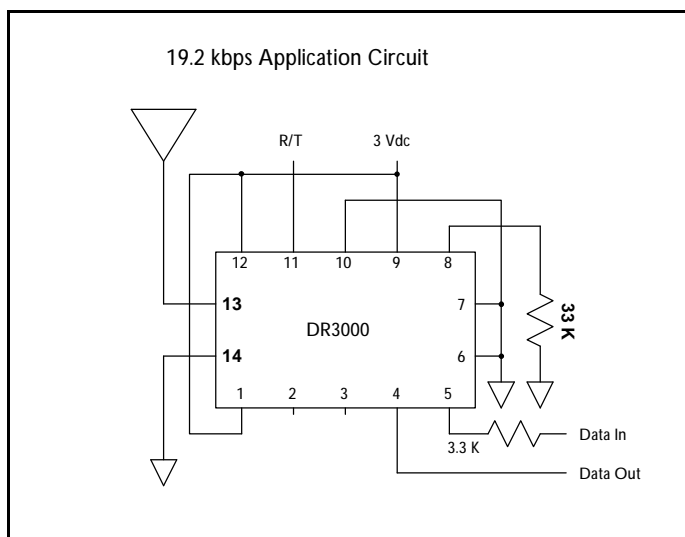 19.2 kbps Application Circuit
R/T
3 Vdc
12
11
10
9
8
13
7
33 K
DR3000
14
6
1
2
3
4
5
3.3 K
Data In
Data Out